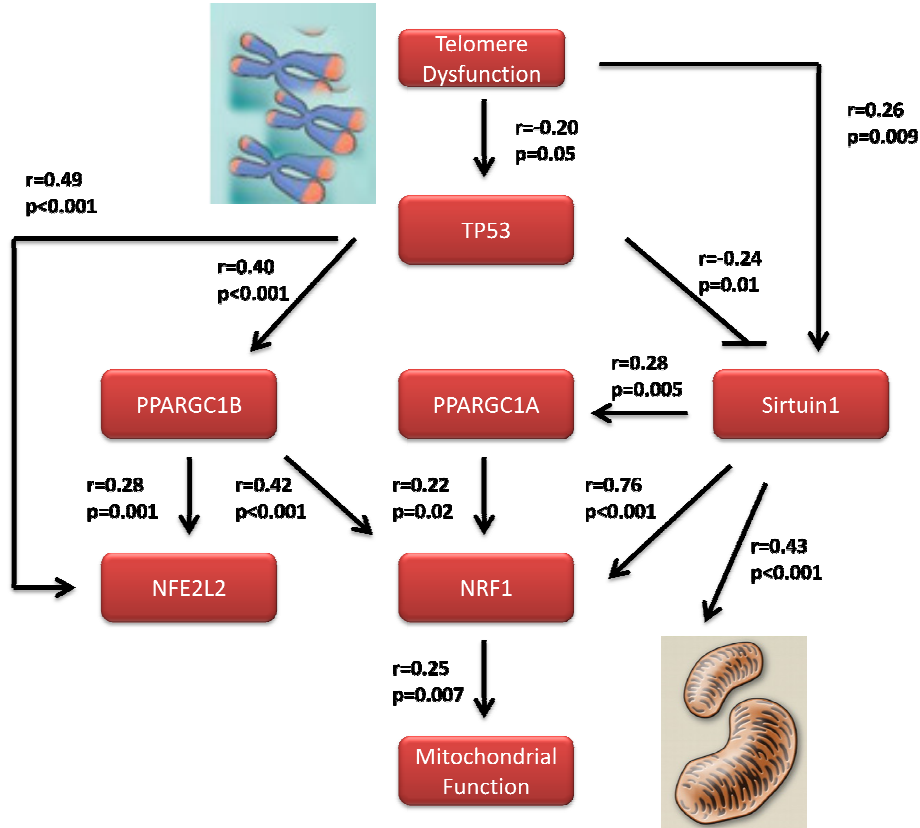 Telomere
Dysfunction
r=-0.20
p=0.05
r=0.26
p=0.009
r=0.49
p<0.001
TP53
r=0.40
p<0.001
r=-0.24
p=0.01
PPARGC1B
PPARGC1A
r=0.28
p=0.005
Sirtuin1
r=0.28
p=0.001
r=0.42
p<0.001
r=0.22
p=0.02
r=0.76
p<0.001
r=0.43
p<0.001
NFE2L2
NRF1
r=0.25
p=0.007
Mitochondrial
Function